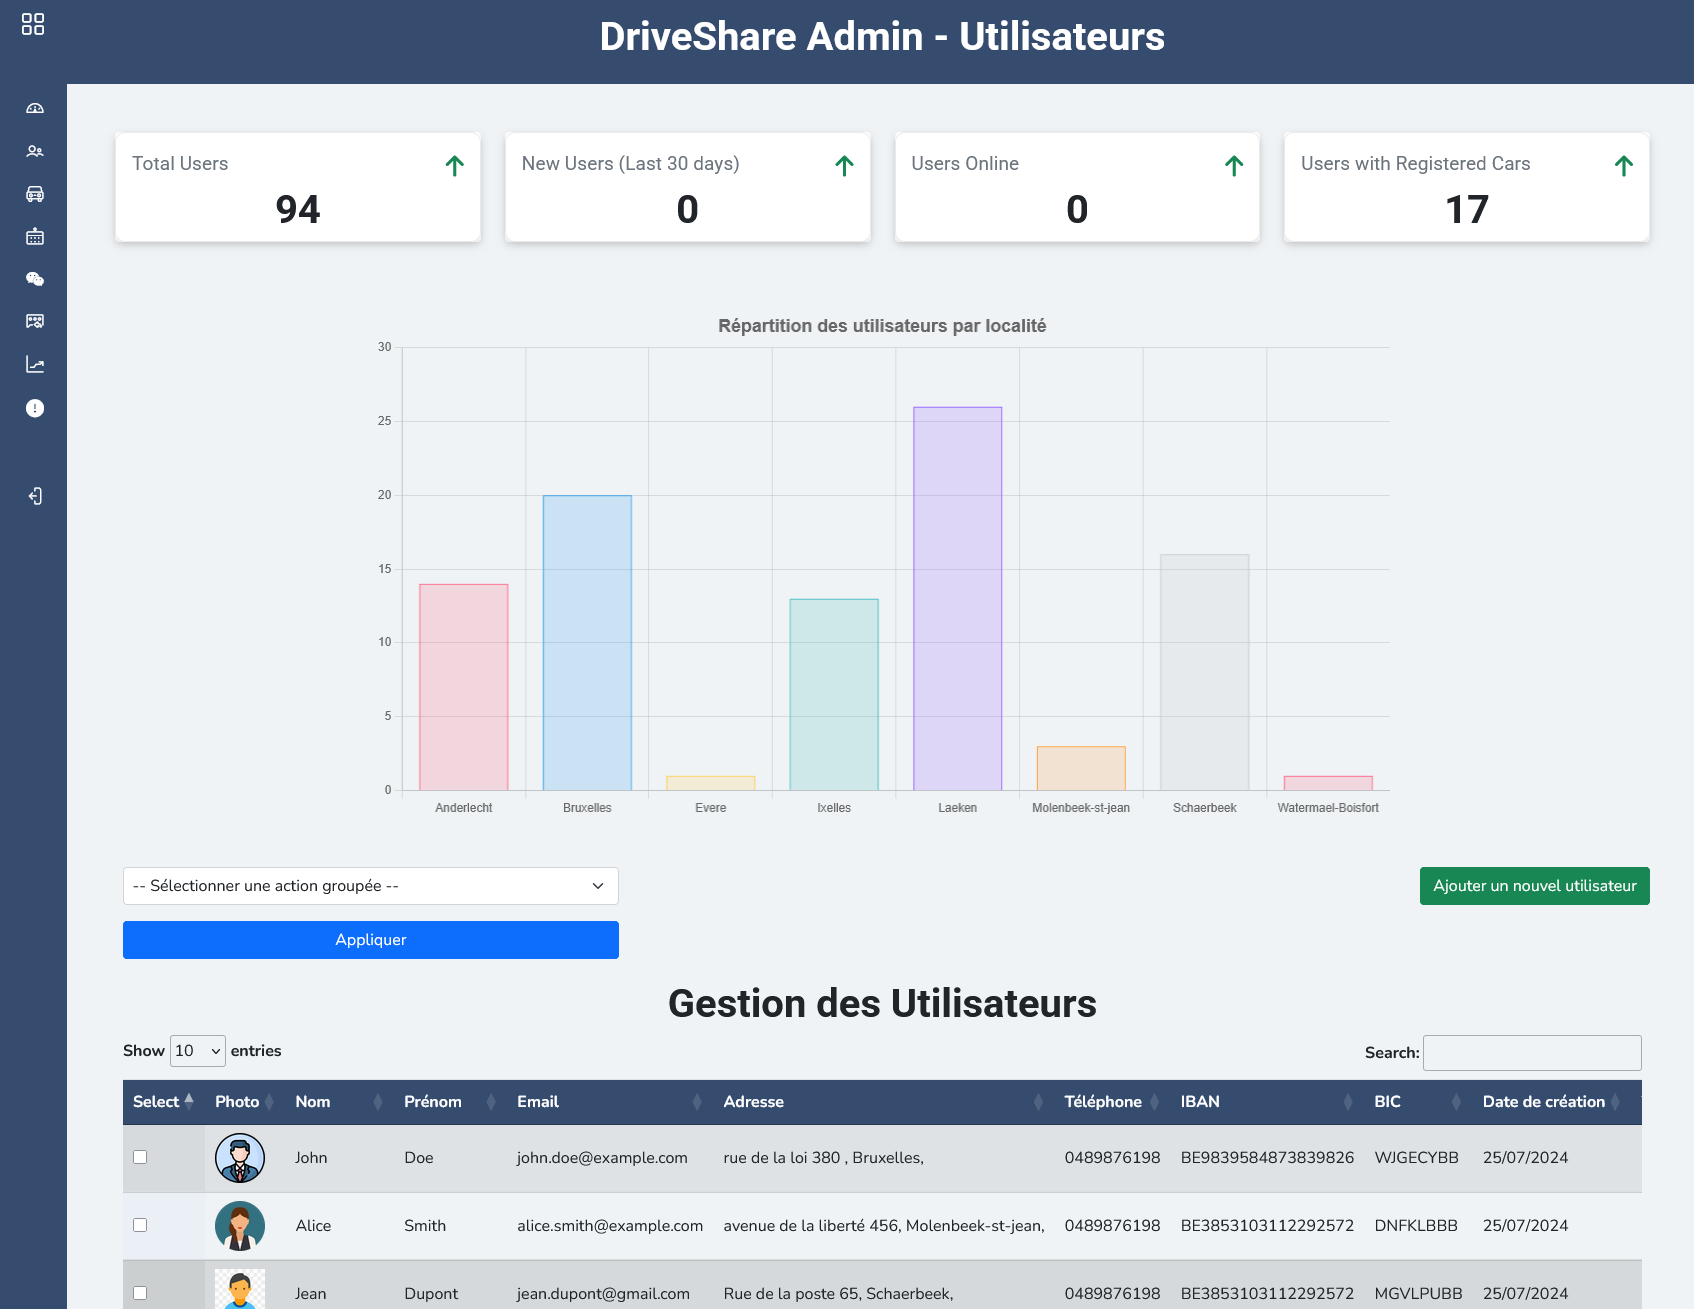 DriveShare Admin - Utilisateurs
Total Users
94
New Users (Last 30 days)
0
Users Online
0
Users with Registered Cars
17
Répartition des utilisateurs par localité
30
25
20
15
10
5
0
Anderlecht Bruxelles Evere Ixelles Laeken Molenbeek-st-jean Schaerbeek Watermael-Boisfort
-- Sélectionner une action groupée --
Ajouter un nouvel utilisateur
Appliquer
Gestion des Utilisateurs
Show 10 entries
Search:
Select Photo Nom Prénom Email Adresse Téléphone IBAN BIC Date de création
John Doe john.doe@example.com rue de la loi 380 , Bruxelles, 0489876198 BE9839584873839826 WJGECYBB 25/07/2024
Alice Smith alice.smith@example.com avenue de la liberté 456, Molenbeek-st-jean, 0489876198 BE3853103112292572 DNFKLBBB 25/07/2024
Jean Dupont jean.dupont@gmail.com Rue de la poste 65, Schaerbeek, 0489876198 BE3853103112292572 MGVLPUBB 25/07/2024